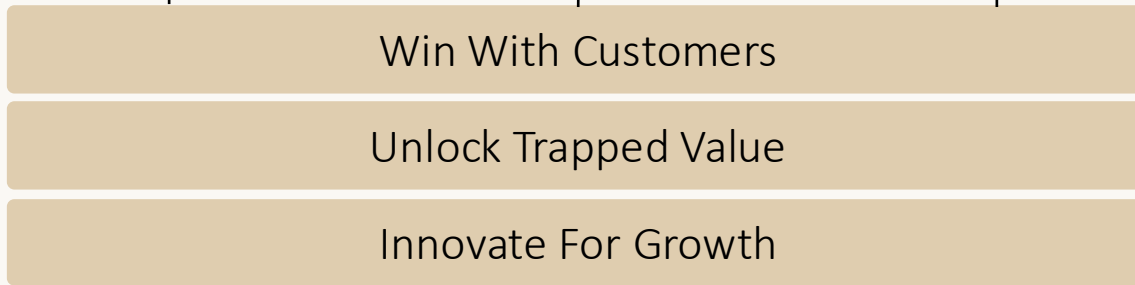 Win With Customers
Unlock Trapped Value
Innovate For Growth